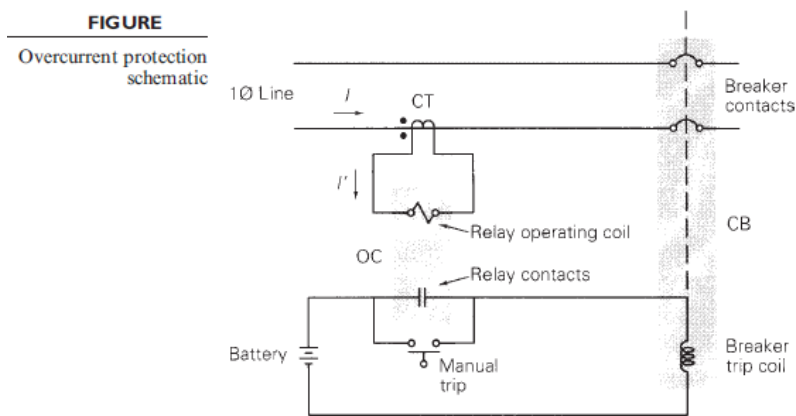 FIGURE
Overcurrent protection
schematic
1Ø Line
I
CT
Breaker
contacts
I'
Relay operating coil
CB
OC
Relay contacts
Battery
Manual
trip
Breaker
trip coil